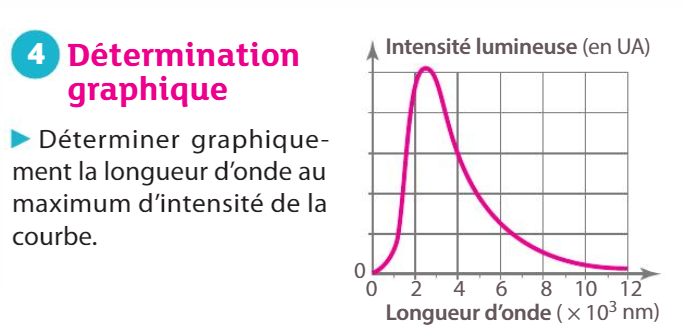 4 Détermination
graphique
▶ Déterminer graphique-
ment la longueur d’onde au
maximum d’intensité de la
courbe.
Intensité lumineuse (en UA)
0
0 2 4 6 8 10 12
Longueur d’onde ( × 10³ nm)